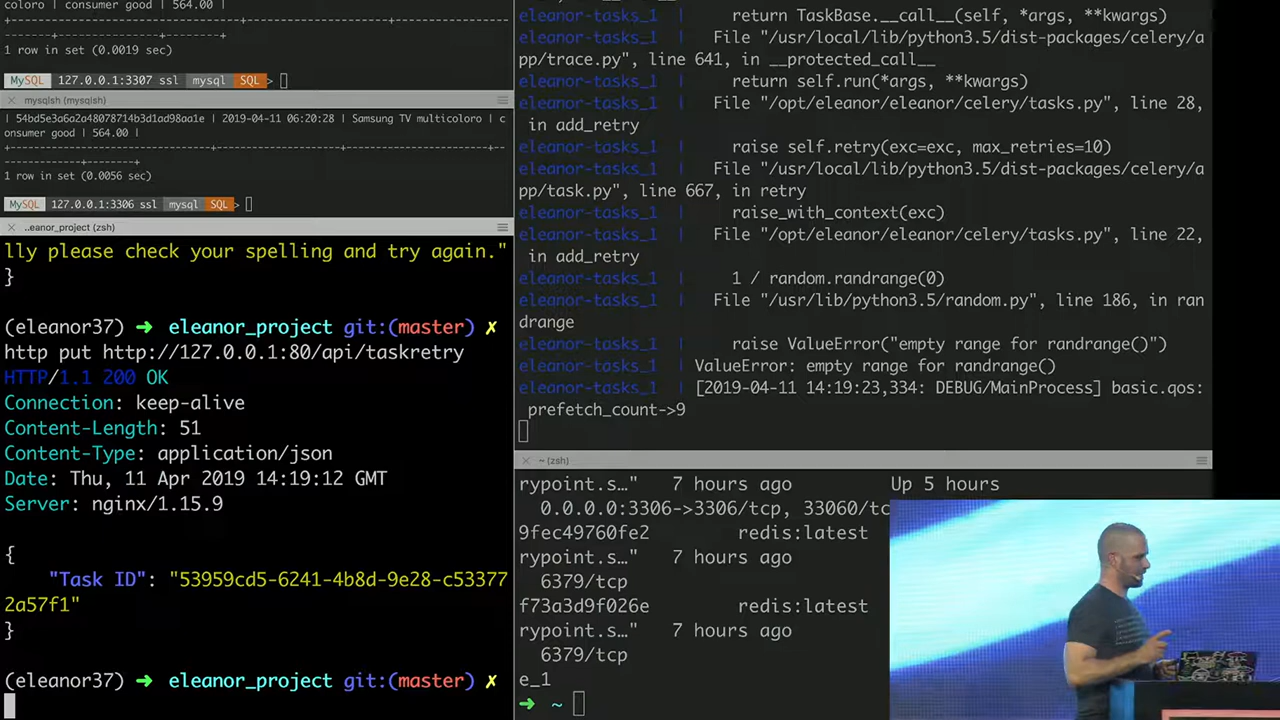 coloro | consumer good | 564.00 |
+----------------------------------+---------------------+--
-----------------+--------+
1 row in set (0.0019 sec)
MySQL 127.0.0.1:3307 ssl mysql SQL>
mysqlsh (mysqlsh)
| 54bd5e3a6a2a48078714b3d1ad98aa1e | 2019-04-11 06:20:28 | Samsung TV multicoloro | c
onsumer good | 564.00 |
1 row in set (0.0056 sec)
MySQL 127.0.0.1:3306 ssl mysql SQL>
..eanor_project (zsh)
lly please check your spelling and try again."
}
(eleanor37) ➜ eleanor_project git:(master) ✗
http put http://127.0.0.1:80/api/taskretry
HTTP/1.1 200 OK
Connection: keep-alive
Content-Length: 51
Content-Type: application/json
Date: Thu, 11 Apr 2019 14:19:12 GMT
Server: nginx/1.15.9
{
"Task ID": "53959cd5-6241-4b8d-9e28-c53377
2a57f1"
}
(eleanor37) ➜ eleanor_project git:(master) ✗
eleanor-tasks_1 | return TaskBase.__call__(self, *args, **kwargs)
eleanor-tasks_1 | File "/usr/local/lib/python3.5/dist-packages/celery/a
pp/trace.py", line 641, in __protected_call__
eleanor-tasks_1 | return self.run(*args, **kwargs)
eleanor-tasks_1 | File "/opt/eleanor/eleanor/celery/tasks.py", line 28,
in add_retry
eleanor-tasks_1 | raise self.retry(exc=exc, max_retries=10)
eleanor-tasks_1 | File "/usr/local/lib/python3.5/dist-packages/celery/a
pp/task.py", line 667, in retry
eleanor-tasks_1 | raise_with_context(exc)
eleanor-tasks_1 | File "/opt/eleanor/eleanor/celery/tasks.py", line 22,
in add_retry
eleanor-tasks_1 | 1 / random.randrange(0)
eleanor-tasks_1 | File "/usr/lib/python3.5/random.py", line 186, in ran
drange
eleanor-tasks_1 | raise ValueError("empty range for randrange()")
eleanor-tasks_1 | ValueError: empty range for randrange()
eleanor-tasks_1 | [2019-04-11 14:19:23,334: DEBUG/MainProcess] basic.qos:
prefetch_count->9
~ (zsh)
rypoint.s…" 7 hours ago Up 5 hours
0.0.0.0:3306->3306/tcp, 33060/tc
9fec49760fe2 redis:latest
rypoint.s…" 7 hours ago
6379/tcp
f73a3d9f026e redis:latest
rypoint.s…" 7 hours ago
6379/tcp
e_1
➜ ~